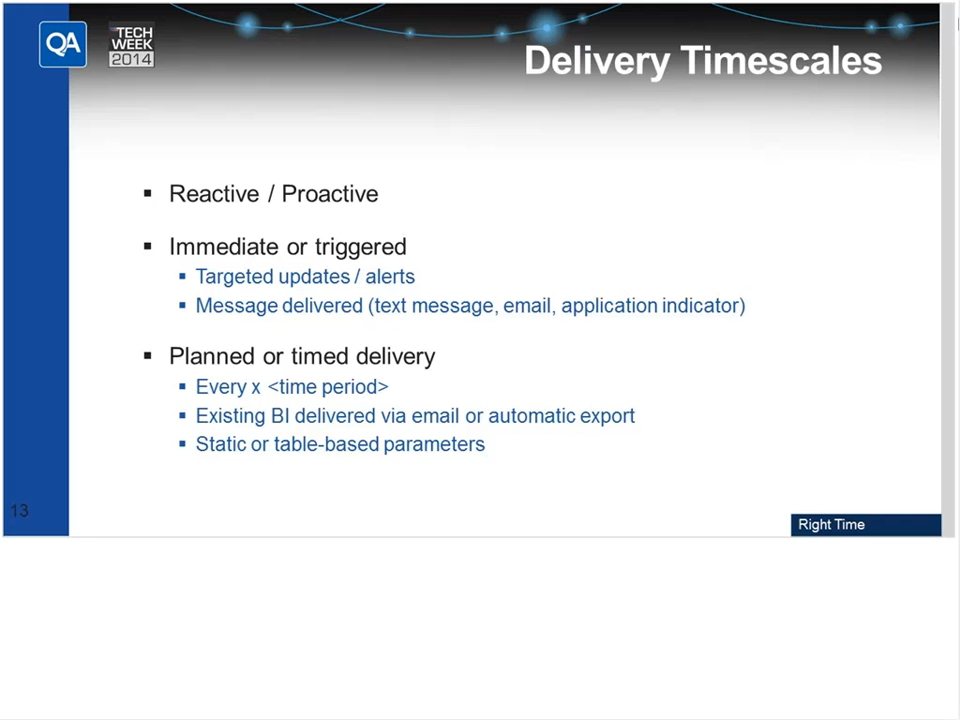 QA
TECH
WEEK
2014
Delivery Timescales
Reactive / Proactive
Immediate or triggered
Targeted updates / alerts
Message delivered (text message, email, application indicator)
Planned or timed delivery
Every x <time period>
Existing BI delivered via email or automatic export
Static or table-based parameters
13
Right Time